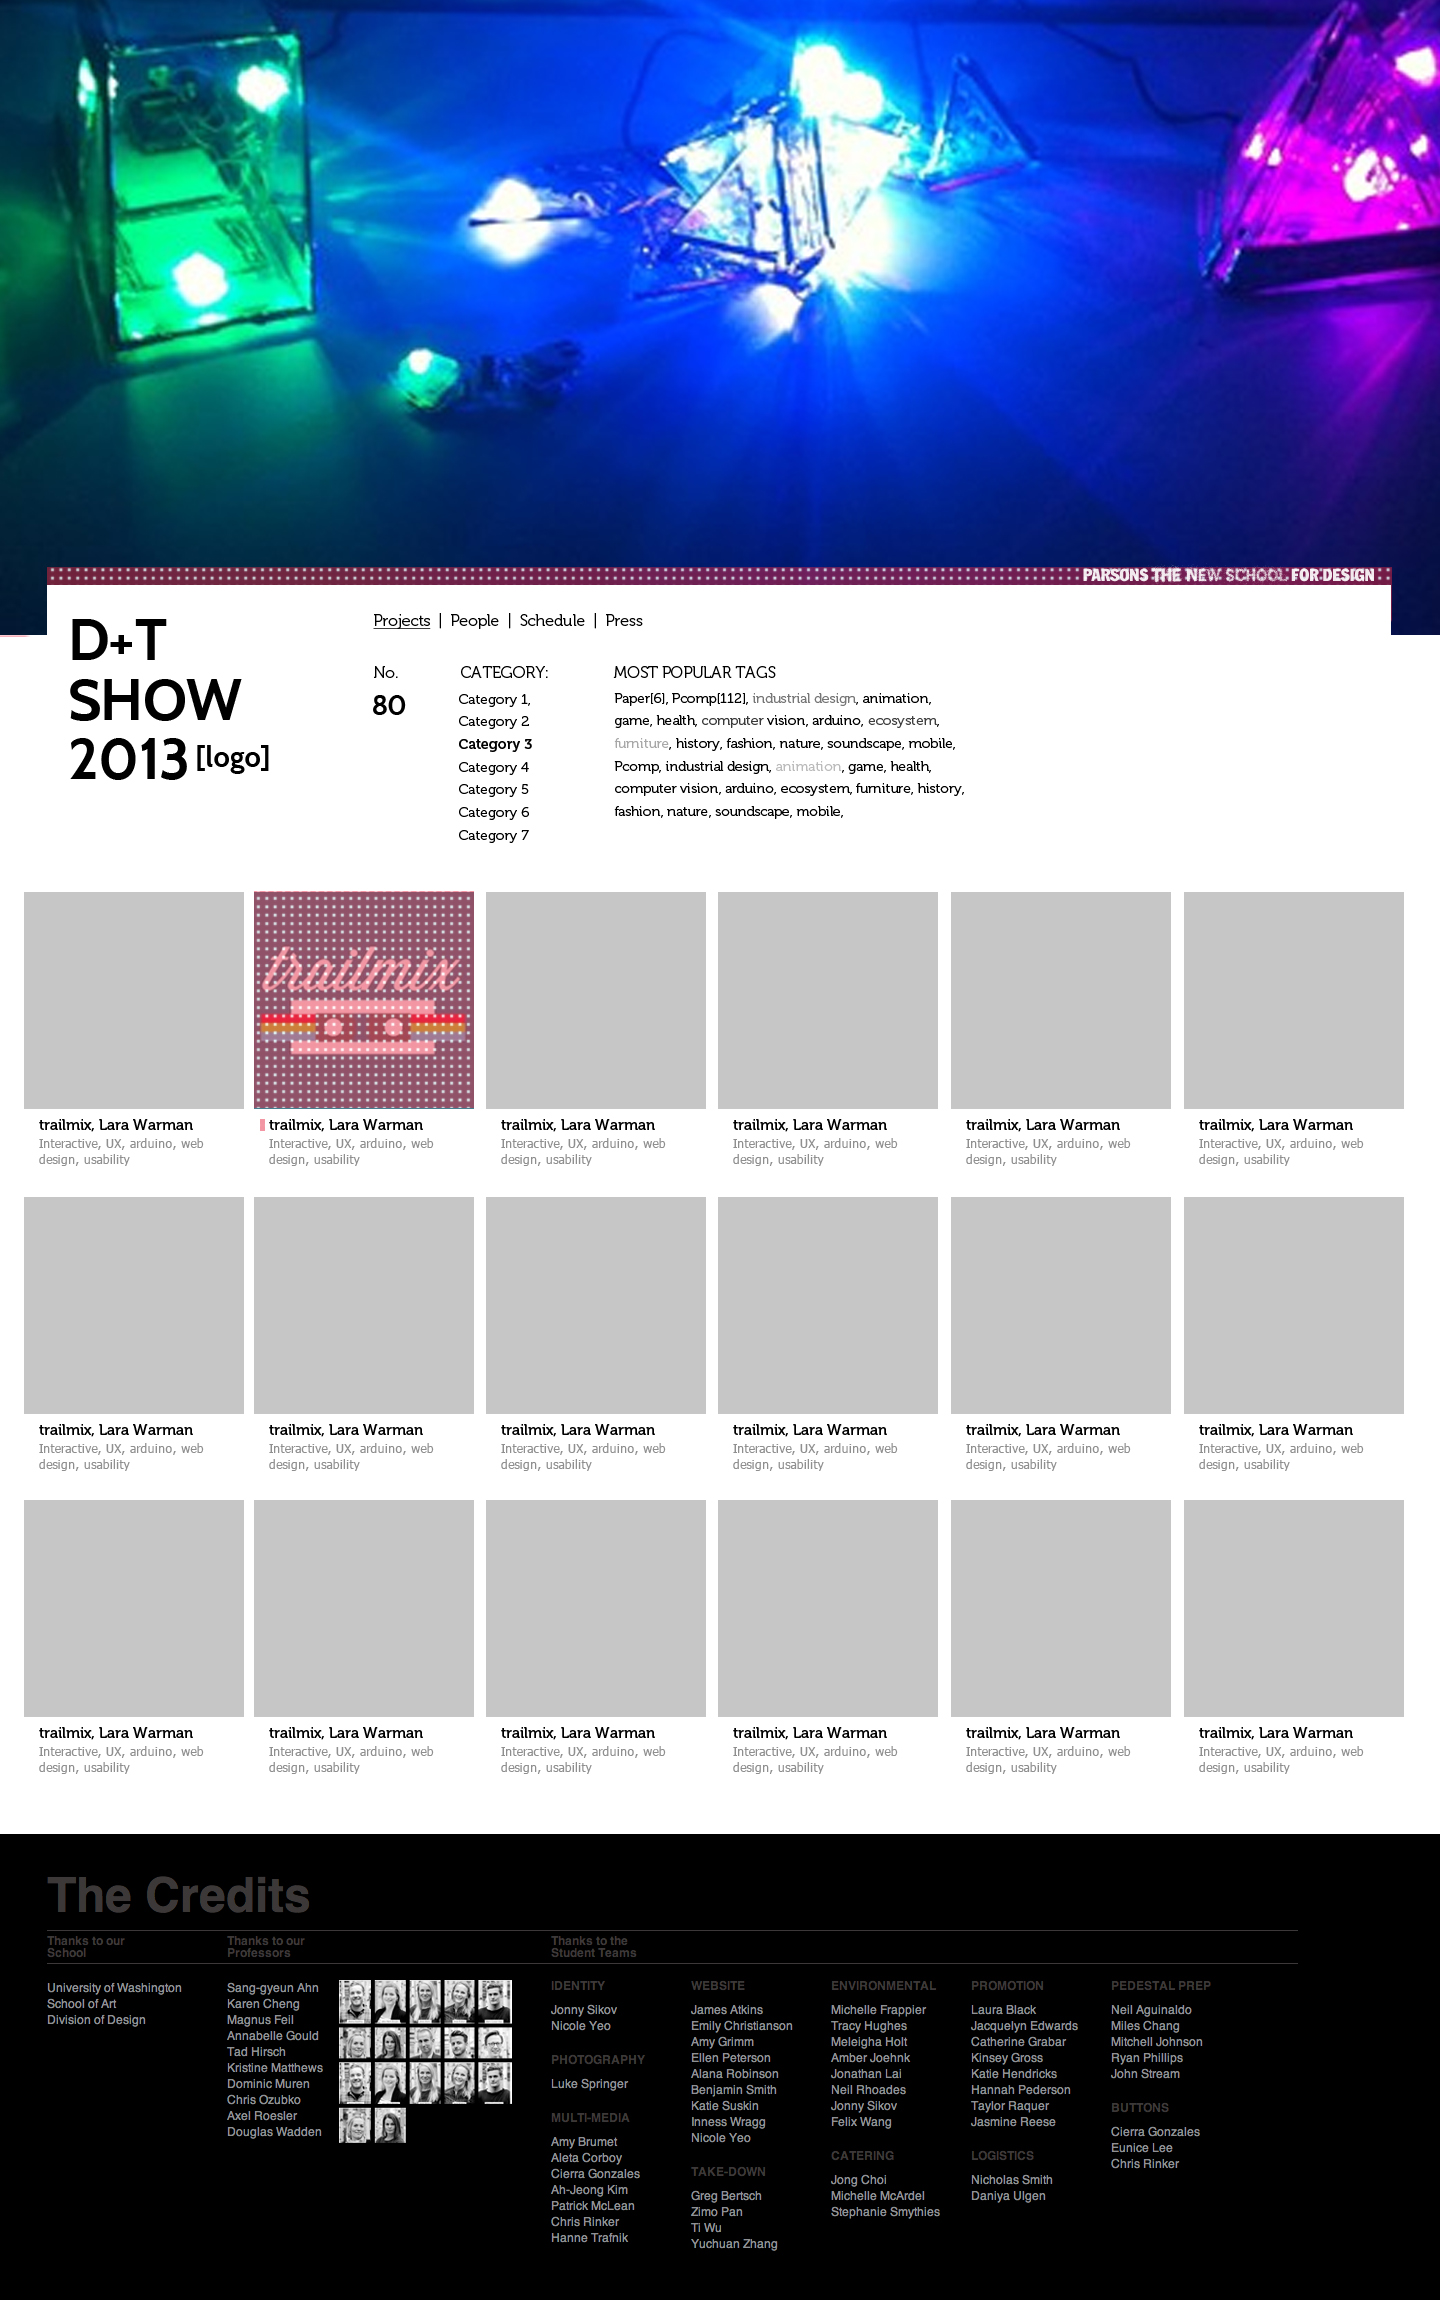 PARSONS THE NEW SCHOOL FOR DESIGN
D+T
SHOW
2013 [logo]
Projects | People | Schedule | Press
No.
80
CATEGORY:
Category 1,
Category 2
Category 3
Category 4
Category 5
Category 6
Category 7
MOST POPULAR TAGS
Paper[6], Pcomp[112], industrial design, animation,
game, health, computer vision, arduino, ecosystem,
furniture, history, fashion, nature, soundscape, mobile,
Pcomp, industrial design, animation, game, health,
computer vision, arduino, ecosystem, furniture, history,
fashion, nature, soundscape, mobile,
trailmix
trailmix, Lara Warman
Interactive, UX, arduino, web
design, usability
trailmix, Lara Warman
Interactive, UX, arduino, web
design, usability
trailmix, Lara Warman
Interactive, UX, arduino, web
design, usability
trailmix, Lara Warman
Interactive, UX, arduino, web
design, usability
trailmix, Lara Warman
Interactive, UX, arduino, web
design, usability
trailmix, Lara Warman
Interactive, UX, arduino, web
design, usability
trailmix, Lara Warman
Interactive, UX, arduino, web
design, usability
trailmix, Lara Warman
Interactive, UX, arduino, web
design, usability
trailmix, Lara Warman
Interactive, UX, arduino, web
design, usability
trailmix, Lara Warman
Interactive, UX, arduino, web
design, usability
trailmix, Lara Warman
Interactive, UX, arduino, web
design, usability
trailmix, Lara Warman
Interactive, UX, arduino, web
design, usability
trailmix, Lara Warman
Interactive, UX, arduino, web
design, usability
trailmix, Lara Warman
Interactive, UX, arduino, web
design, usability
trailmix, Lara Warman
Interactive, UX, arduino, web
design, usability
trailmix, Lara Warman
Interactive, UX, arduino, web
design, usability
trailmix, Lara Warman
Interactive, UX, arduino, web
design, usability
trailmix, Lara Warman
Interactive, UX, arduino, web
design, usability
The Credits
Thanks to our
School
University of Washington
School of Art
Division of Design
Thanks to our
Professors
Sang-gyeun Ahn
Karen Cheng
Magnus Feil
Annabelle Gould
Tad Hirsch
Kristine Matthews
Dominic Muren
Chris Ozubko
Axel Roesler
Douglas Wadden
Thanks to the
Student Teams
IDENTITY
Jonny Sikov
Nicole Yeo
PHOTOGRAPHY
Luke Springer
MULTI-MEDIA
Amy Brumet
Aleta Corboy
Cierra Gonzales
Ah-Jeong Kim
Patrick McLean
Chris Rinker
Hanne Trafnik
WEBSITE
James Atkins
Emily Christianson
Amy Grimm
Ellen Peterson
Alana Robinson
Benjamin Smith
Katie Suskin
Inness Wragg
Nicole Yeo
TAKE-DOWN
Greg Bertsch
Zimo Pan
Ti Wu
Yuchuan Zhang
ENVIRONMENTAL
Michelle Frappier
Tracy Hughes
Meleigha Holt
Amber Joehnk
Jonathan Lai
Neil Rhoades
Jonny Sikov
Felix Wang
CATERING
Jong Choi
Michelle McArdel
Stephanie Smythies
PROMOTION
Laura Black
Jacquelyn Edwards
Catherine Grabar
Kinsey Gross
Katie Hendricks
Hannah Pederson
Taylor Raquer
Jasmine Reese
LOGISTICS
Nicholas Smith
Daniya Ulgen
PEDESTAL PREP
Neil Aguinaldo
Miles Chang
Mitchell Johnson
Ryan Phillips
John Stream
BUTTONS
Cierra Gonzales
Eunice Lee
Chris Rinker